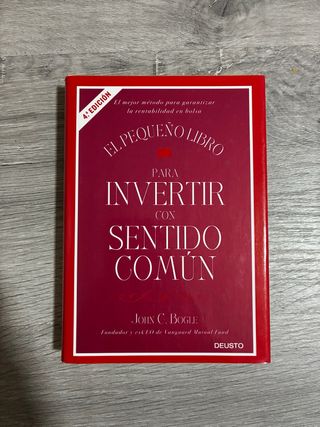 4.ª EDICIÓN
El mejor método para garantizar
la rentabilidad en bolsa
EL PEQUEÑO LIBRO
PARA
INVERTIR
CON
SENTIDO
COMÚN
JOHN C. BOGLE
Fundador y exCEO de Vanguard Mutual Fund
DEUSTO